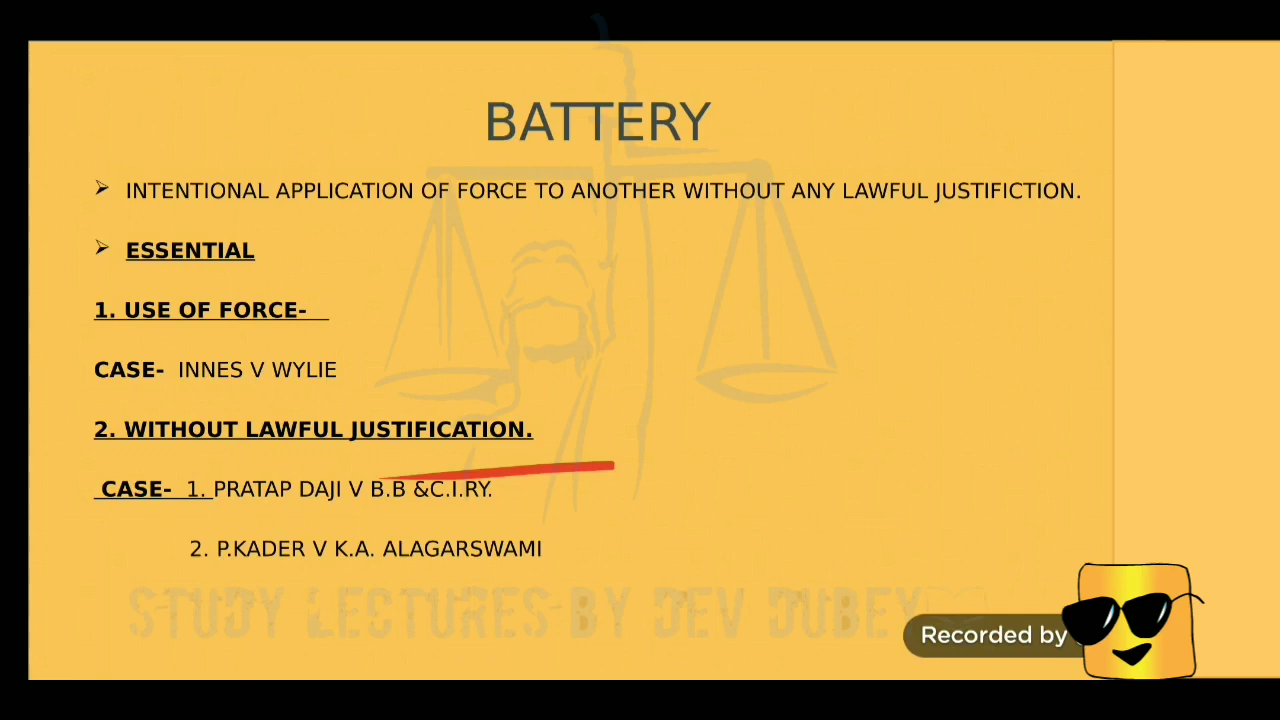 BATTERY
➢ INTENTIONAL APPLICATION OF FORCE TO ANOTHER WITHOUT ANY LAWFUL JUSTIFICTION.
➢ ESSENTIAL
1. USE OF FORCE-
CASE- INNES V WYLIE
2. WITHOUT LAWFUL JUSTIFICATION.
CASE- 1. PRATAP DAJI V B.B &C.I.RY.
2. P.KADER V K.A. ALAGARSWAMI
STUDY LECTURES BY DEV DUBEY
Recorded by